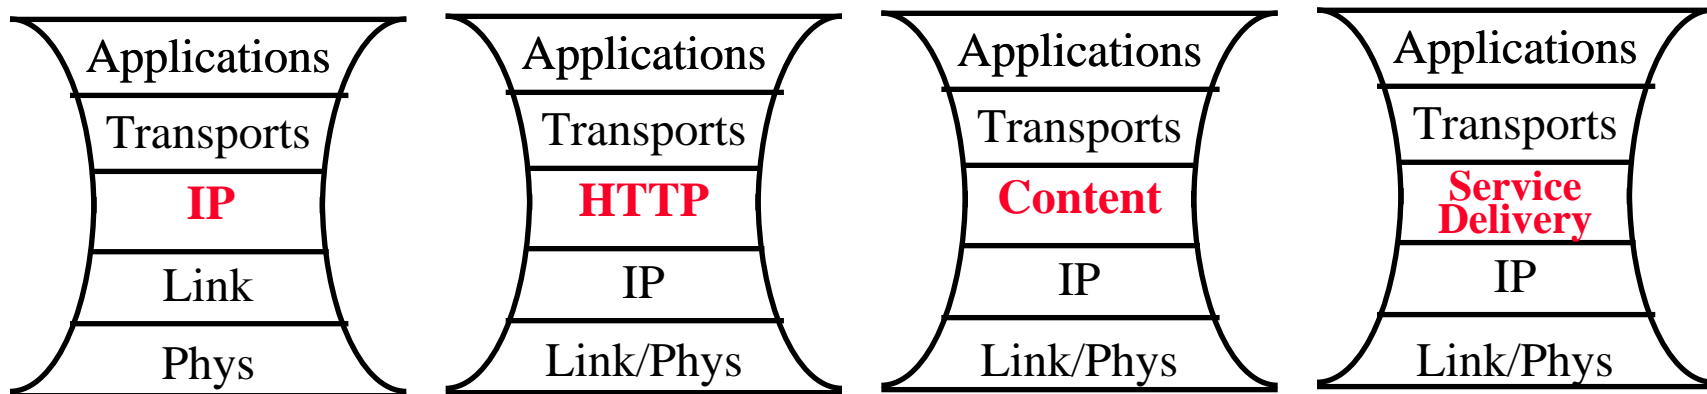 Applications
Transports
IP
Link
Phys
Applications
Transports
HTTP
IP
Link/Phys
Applications
Transports
Content
IP
Link/Phys
Applications
Transports
Service
Delivery
IP
Link/Phys